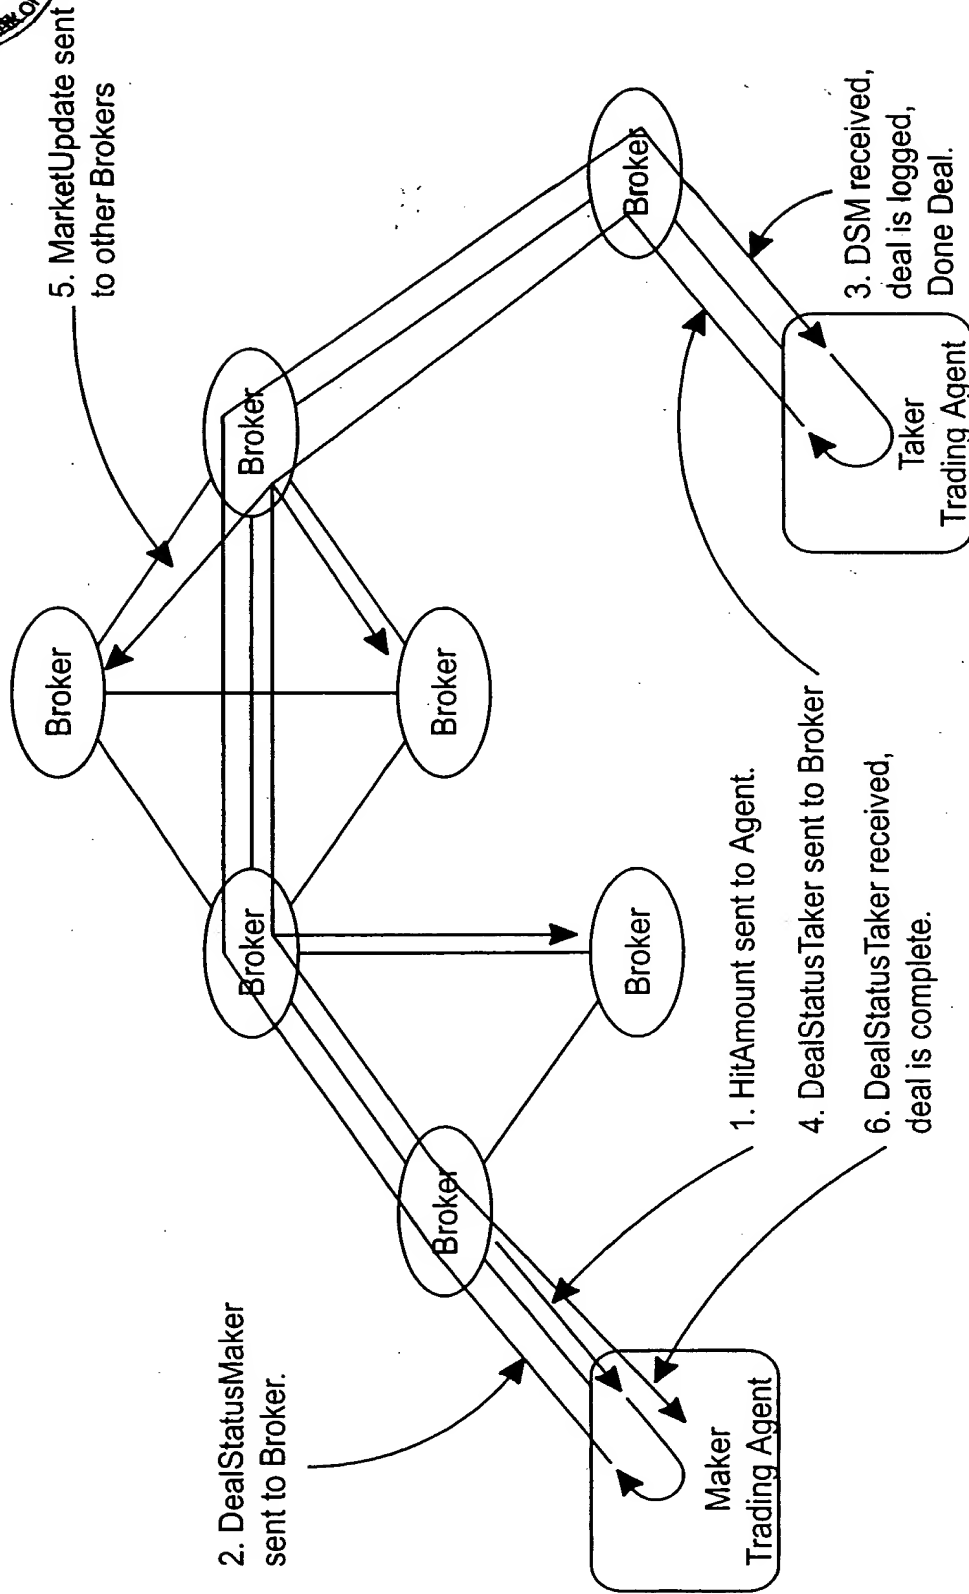 5. MarketUpdate sent
to other Brokers
Broker
Broker
Broker
Broker
Broker
Broker
Broker
2. DealStatusMaker
sent to Broker.
3. DSM received,
deal is logged,
Done Deal.
1. HitAmount sent to Agent.
4. DealStatusTaker sent to Broker
6. DealStatusTaker received,
deal is complete.
Maker
Trading Agent
Taker
Trading Agent